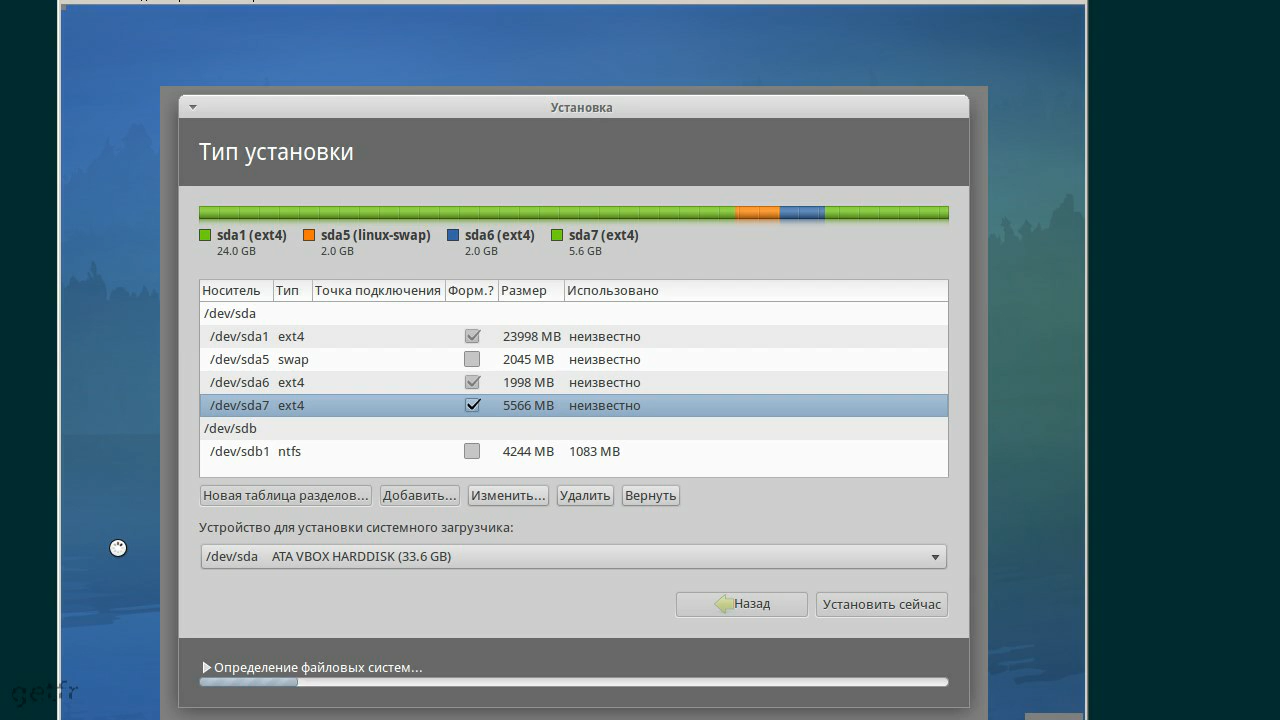 Установка
Тип установки
sda1 (ext4) sda5 (linux-swap) sda6 (ext4) sda7 (ext4)
24.0 GB 2.0 GB 2.0 GB 5.6 GB
Носитель Тип Точка подключения Форм.? Размер Использовано
/dev/sda
/dev/sda1 ext4 23998 MB неизвестно
/dev/sda5 swap 2045 MB неизвестно
/dev/sda6 ext4 1998 MB неизвестно
/dev/sda7 ext4 5566 MB неизвестно
/dev/sdb
/dev/sdb1 ntfs 4244 MB 1083 MB
Новая таблица разделов... Добавить... Изменить... Удалить Вернуть
Устройство для установки системного загрузчика:
/dev/sda ATA VBOX HARDDISK (33.6 GB)
Назад Установить сейчас
Определение файловых систем...
getfr